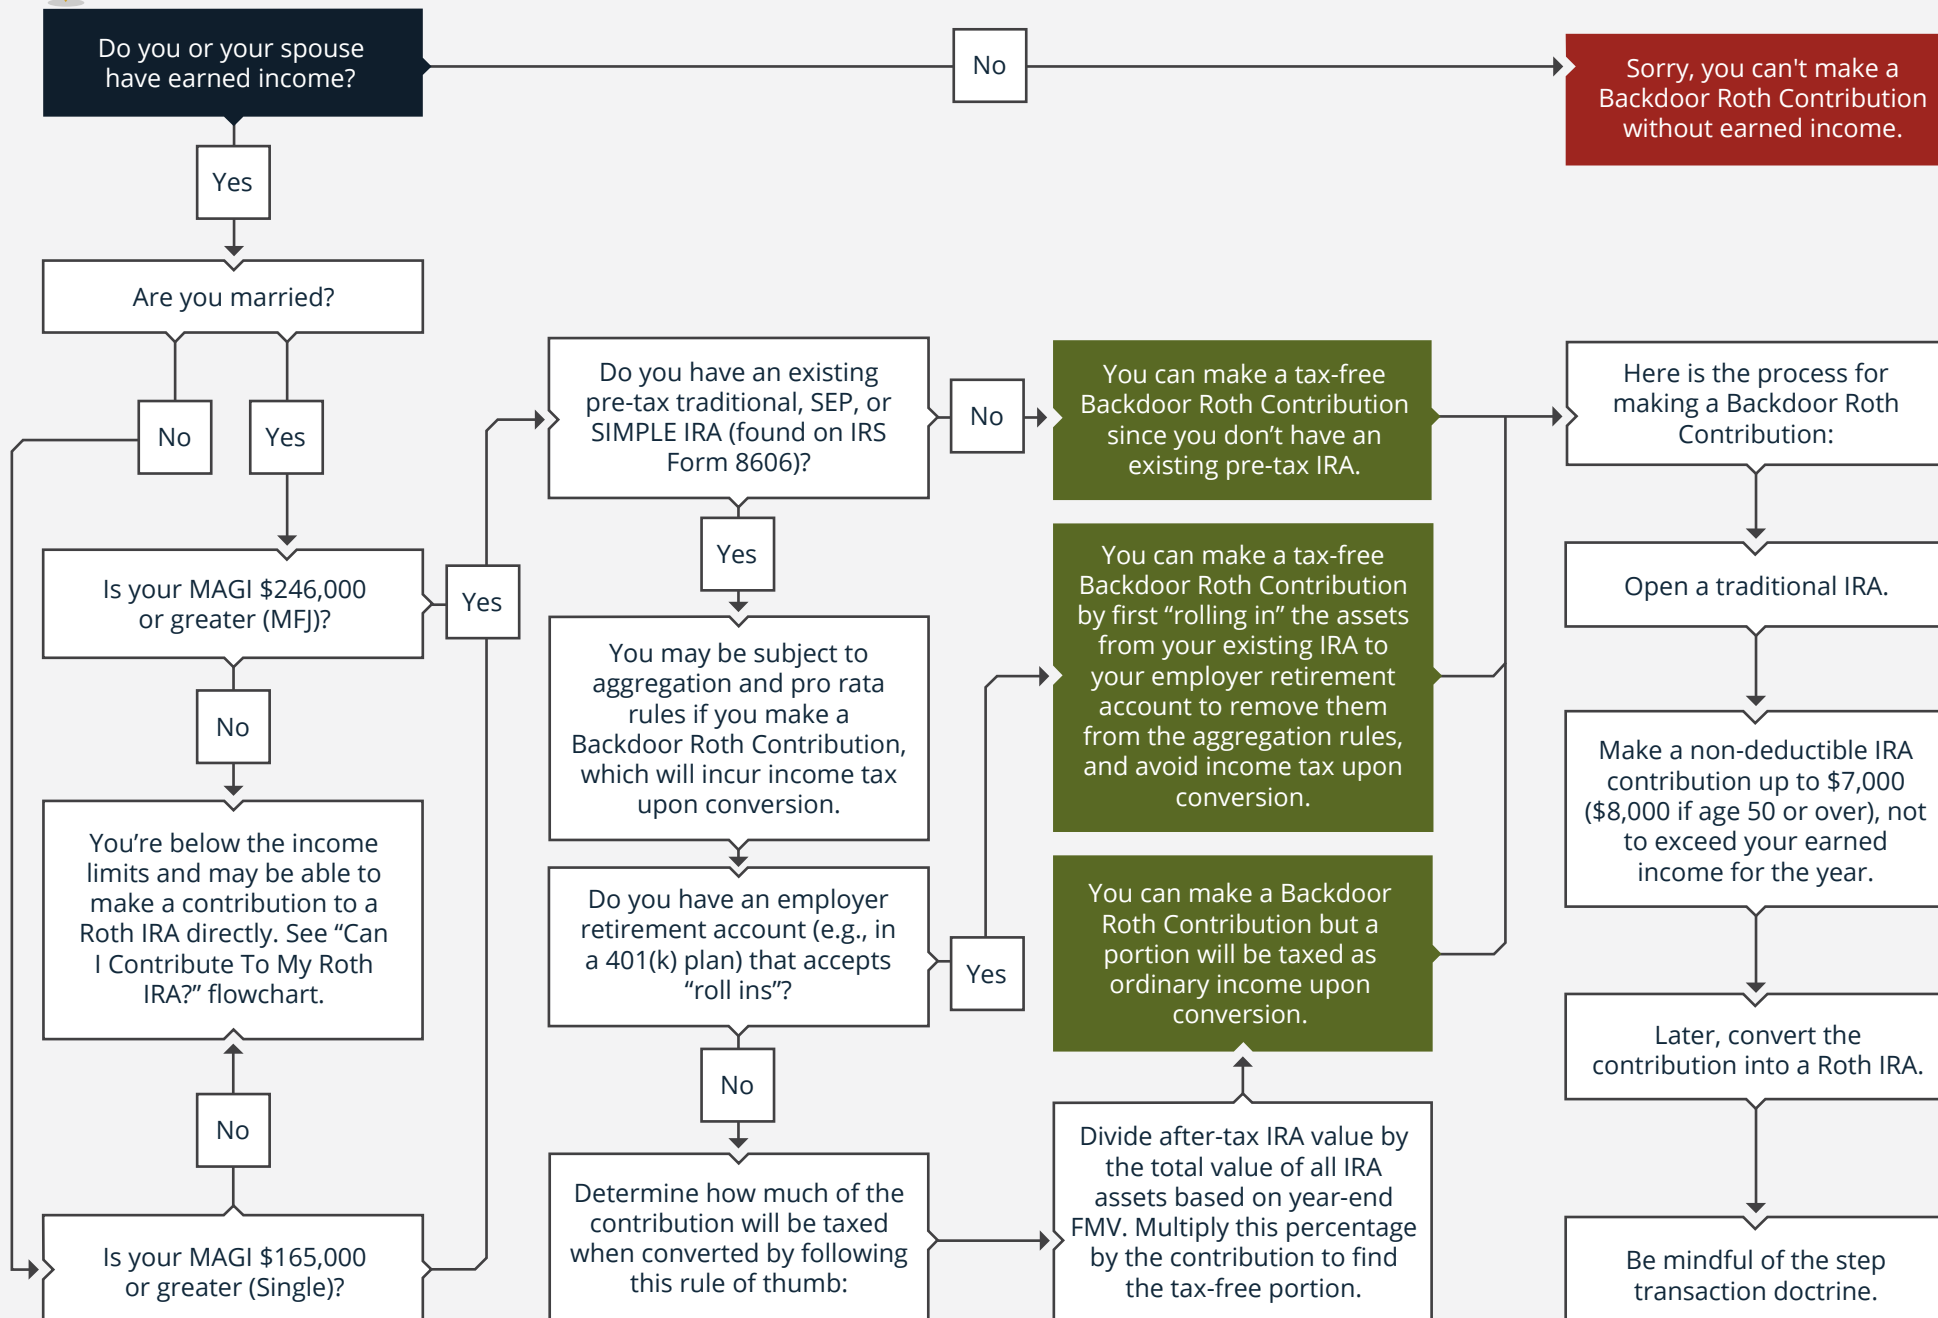 Do you or your spouse
have earned income?
No
Sorry, you can't make a
Backdoor Roth Contribution
without earned income.
Yes
Are you married?
No
Yes
Is your MAGI $246,000
or greater (MFJ)?
Yes
No
You’re below the income
limits and may be able to
make a contribution to a
Roth IRA directly. See “Can
I Contribute To My Roth
IRA?” flowchart.
No
Is your MAGI $165,000
or greater (Single)?
Do you have an existing
pre-tax traditional, SEP, or
SIMPLE IRA (found on IRS
Form 8606)?
No
Yes
You may be subject to
aggregation and pro rata
rules if you make a
Backdoor Roth Contribution,
which will incur income tax
upon conversion.
Do you have an employer
retirement account (e.g., in
a 401(k) plan) that accepts
“roll ins”?
Yes
No
Determine how much of the
contribution will be taxed
when converted by following
this rule of thumb:
You can make a tax-free
Backdoor Roth Contribution
since you don’t have an
existing pre-tax IRA.
You can make a tax-free
Backdoor Roth Contribution
by first “rolling in” the assets
from your existing IRA to
your employer retirement
account to remove them
from the aggregation rules,
and avoid income tax upon
conversion.
You can make a Backdoor
Roth Contribution but a
portion will be taxed as
ordinary income upon
conversion.
Divide after-tax IRA value by
the total value of all IRA
assets based on year-end
FMV. Multiply this percentage
by the contribution to find
the tax-free portion.
Here is the process for
making a Backdoor Roth
Contribution:
Open a traditional IRA.
Make a non-deductible IRA
contribution up to $7,000
($8,000 if age 50 or over), not
to exceed your earned
income for the year.
Later, convert the
contribution into a Roth IRA.
Be mindful of the step
transaction doctrine.